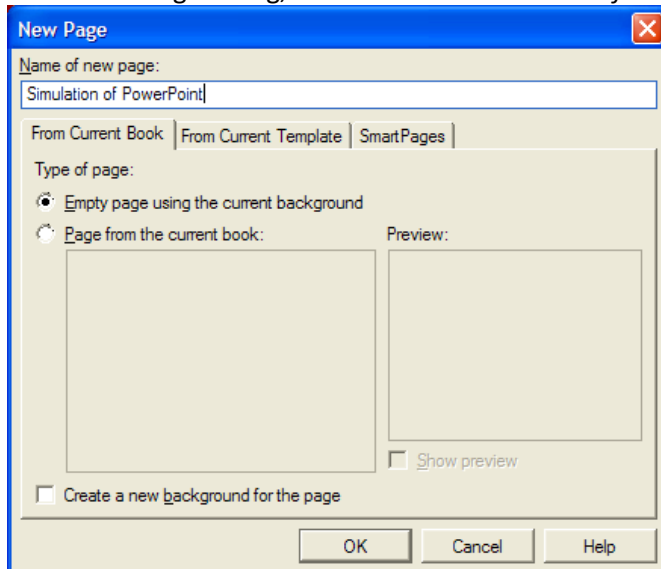 New Page
Name of new page:
Simulation of PowerPoint
From Current Book From Current Template SmartPages
Type of page:
Empty page using the current background
Page from the current book: Preview:
Show preview
Create a new background for the page
OK Cancel Help